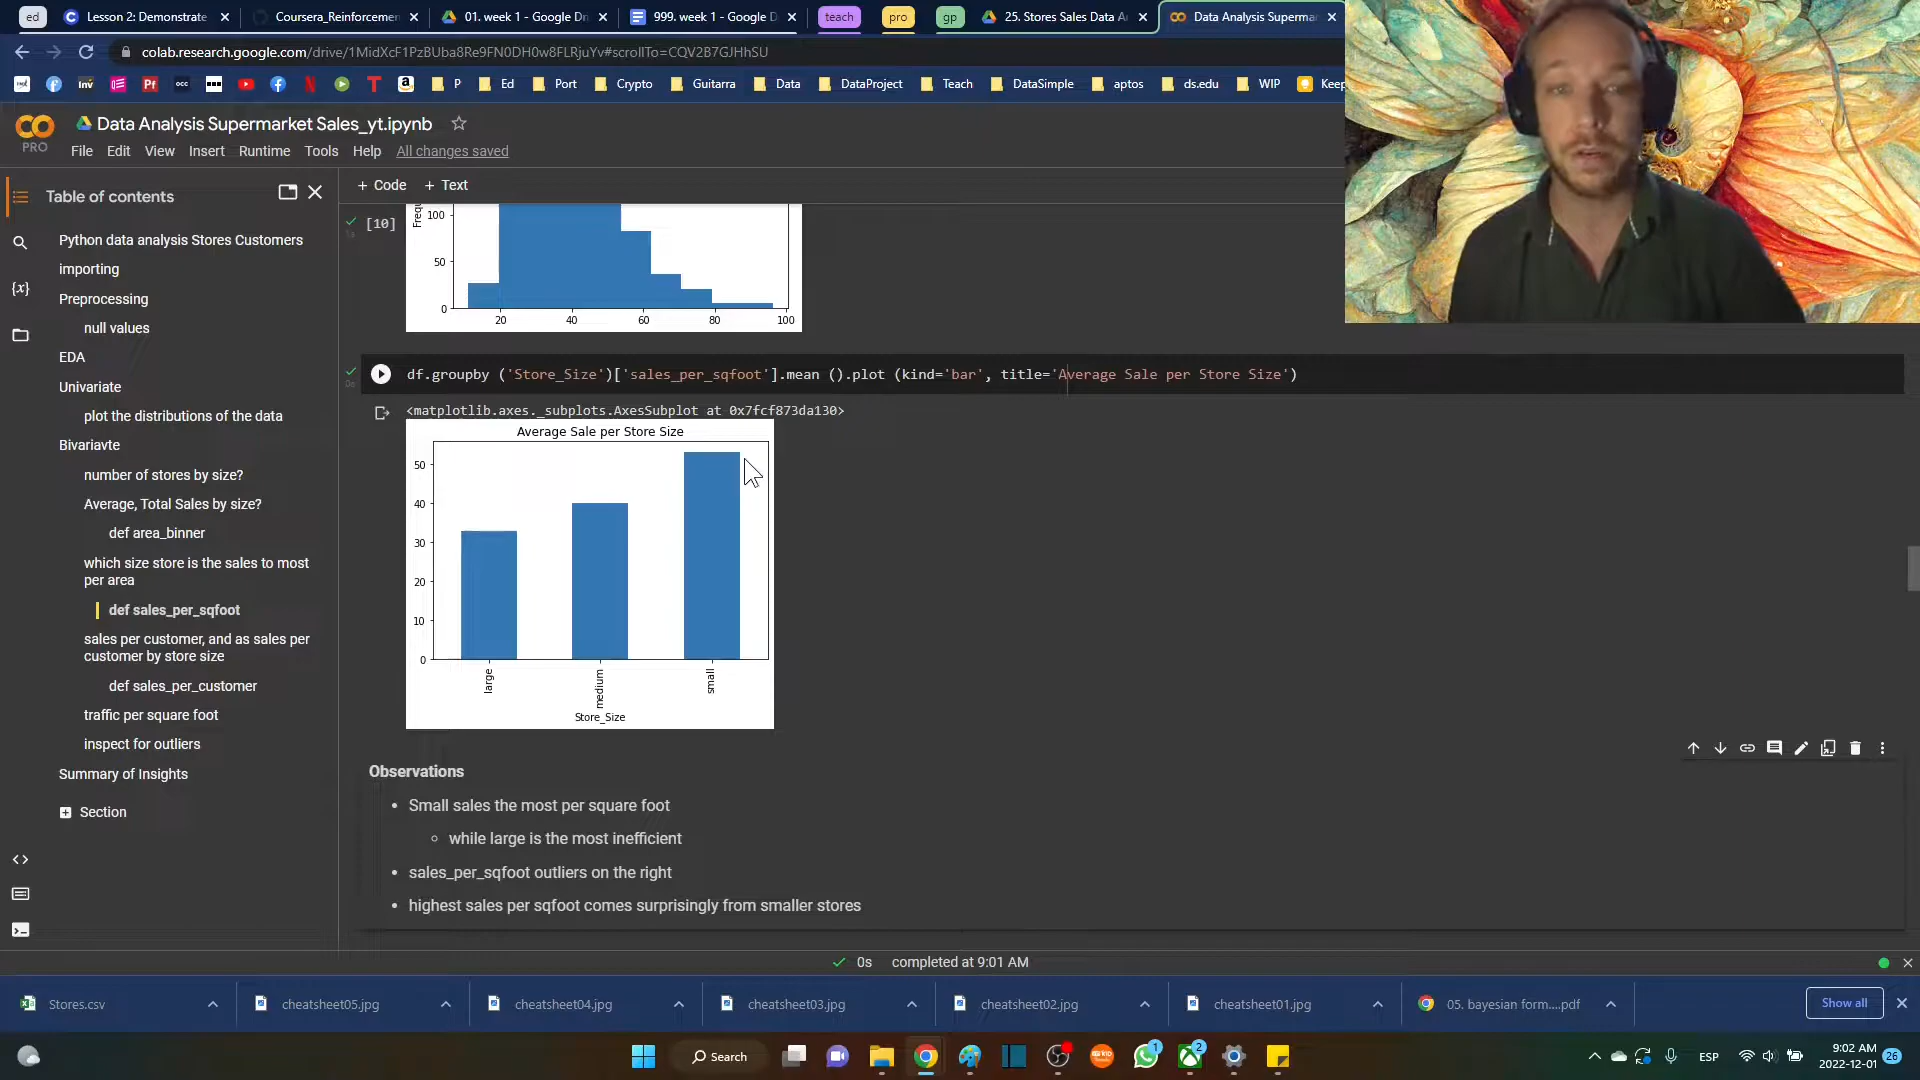 ed
Lesson 2: Demonstrate
Coursera_Reinforcemen
01. week 1 - Google Dri
999. week 1 - Google D
teach
pro
gp
25. Stores Sales Data A
Data Analysis Superma
colab.research.google.com/drive/1MidXcF1PzBUba8Re9FN0DH0w8FLRjuYv#scrollTo=CQV2B7GJHhSU
inv
occ
P
Ed
Port
Crypto
Guitarra
Data
DataProject
Teach
DataSimple
aptos
ds.edu
WIP
Keep
PRO
Data Analysis Supermarket Sales_yt.ipynb
File Edit View Insert Runtime Tools Help All changes saved
Table of contents
+ Code + Text
Python data analysis Stores Customers
importing
Preprocessing
null values
EDA
Univariate
plot the distributions of the data
Bivariavte
number of stores by size?
Average, Total Sales by size?
def area_binner
which size store is the sales to most
per area
def sales_per_sqfoot
sales per customer, and as sales per
customer by store size
def sales_per_customer
traffic per square foot
inspect for outliers
Summary of Insights
Section
{x}
[10]
Frequ
100
50
0
20 40 60 80 100
df.groupby ('Store_Size')['sales_per_sqfoot'].mean ().plot (kind='bar', title='Average Sale per Store Size')
<matplotlib.axes._subplots.AxesSubplot at 0x7fcf873da130>
Average Sale per Store Size
50
40
30
20
10
0
large
medium
small
Store_Size
Observations
• Small sales the most per square foot
◦ while large is the most inefficient
• sales_per_sqfoot outliers on the right
• highest sales per sqfoot comes surprisingly from smaller stores
0s completed at 9:01 AM
Stores.csv
cheatsheet05.jpg
cheatsheet04.jpg
cheatsheet03.jpg
cheatsheet02.jpg
cheatsheet01.jpg
05. bayesian form....pdf
Show all
Search
1
2
ESP
9:02 AM
2022-12-01
26